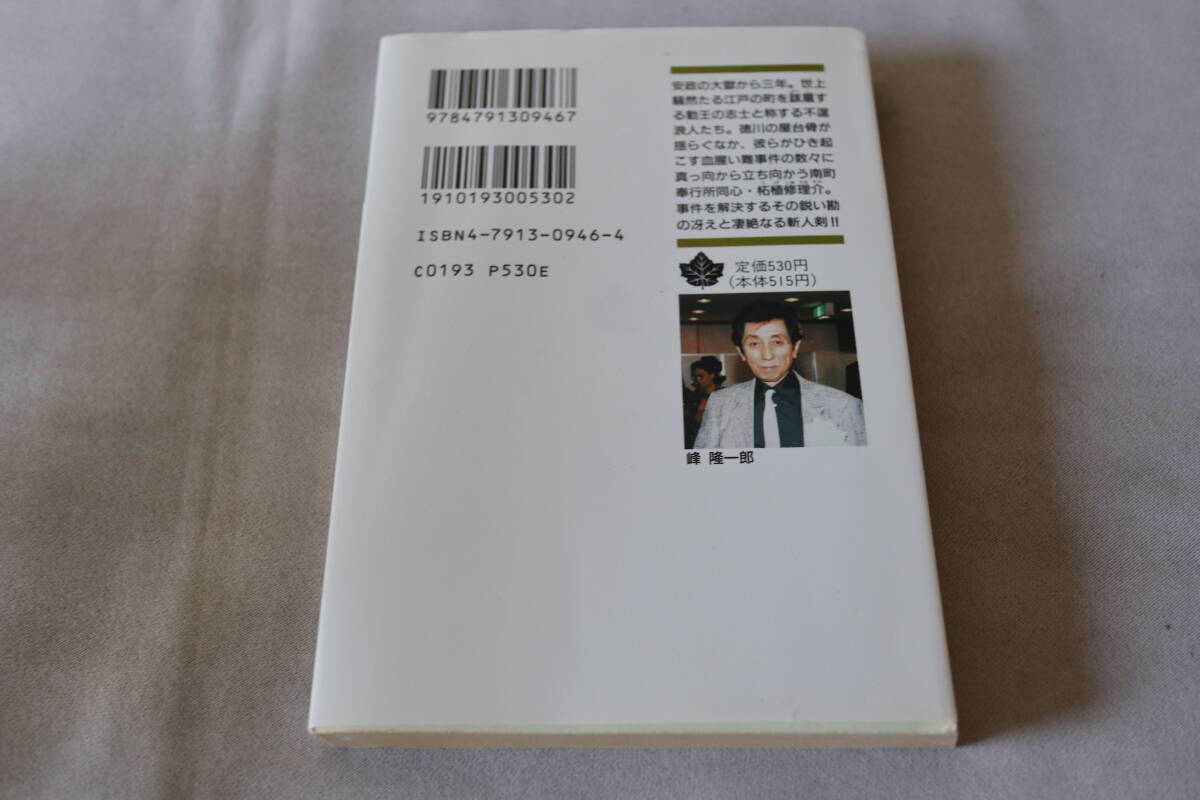 9784791309467
1910193005302
ISBN4-7913-0946-4
C0193 P530E
安政の大獄から三年。世上
騒然たる江戸の町を跋扈す
る勤王の志士と称する不逞
浪人たち。徳川の屋台骨が
揺らぐなか、彼らがひき起
こす血腥い難事件の数々に
真っ向から立ち向かう南町
奉行所同心・柘植修理介。
事件を解決するその鋭い勘
の冴えと凄絶なる斬人剣!!
定価530円
(本体515円)
峰 隆一郎